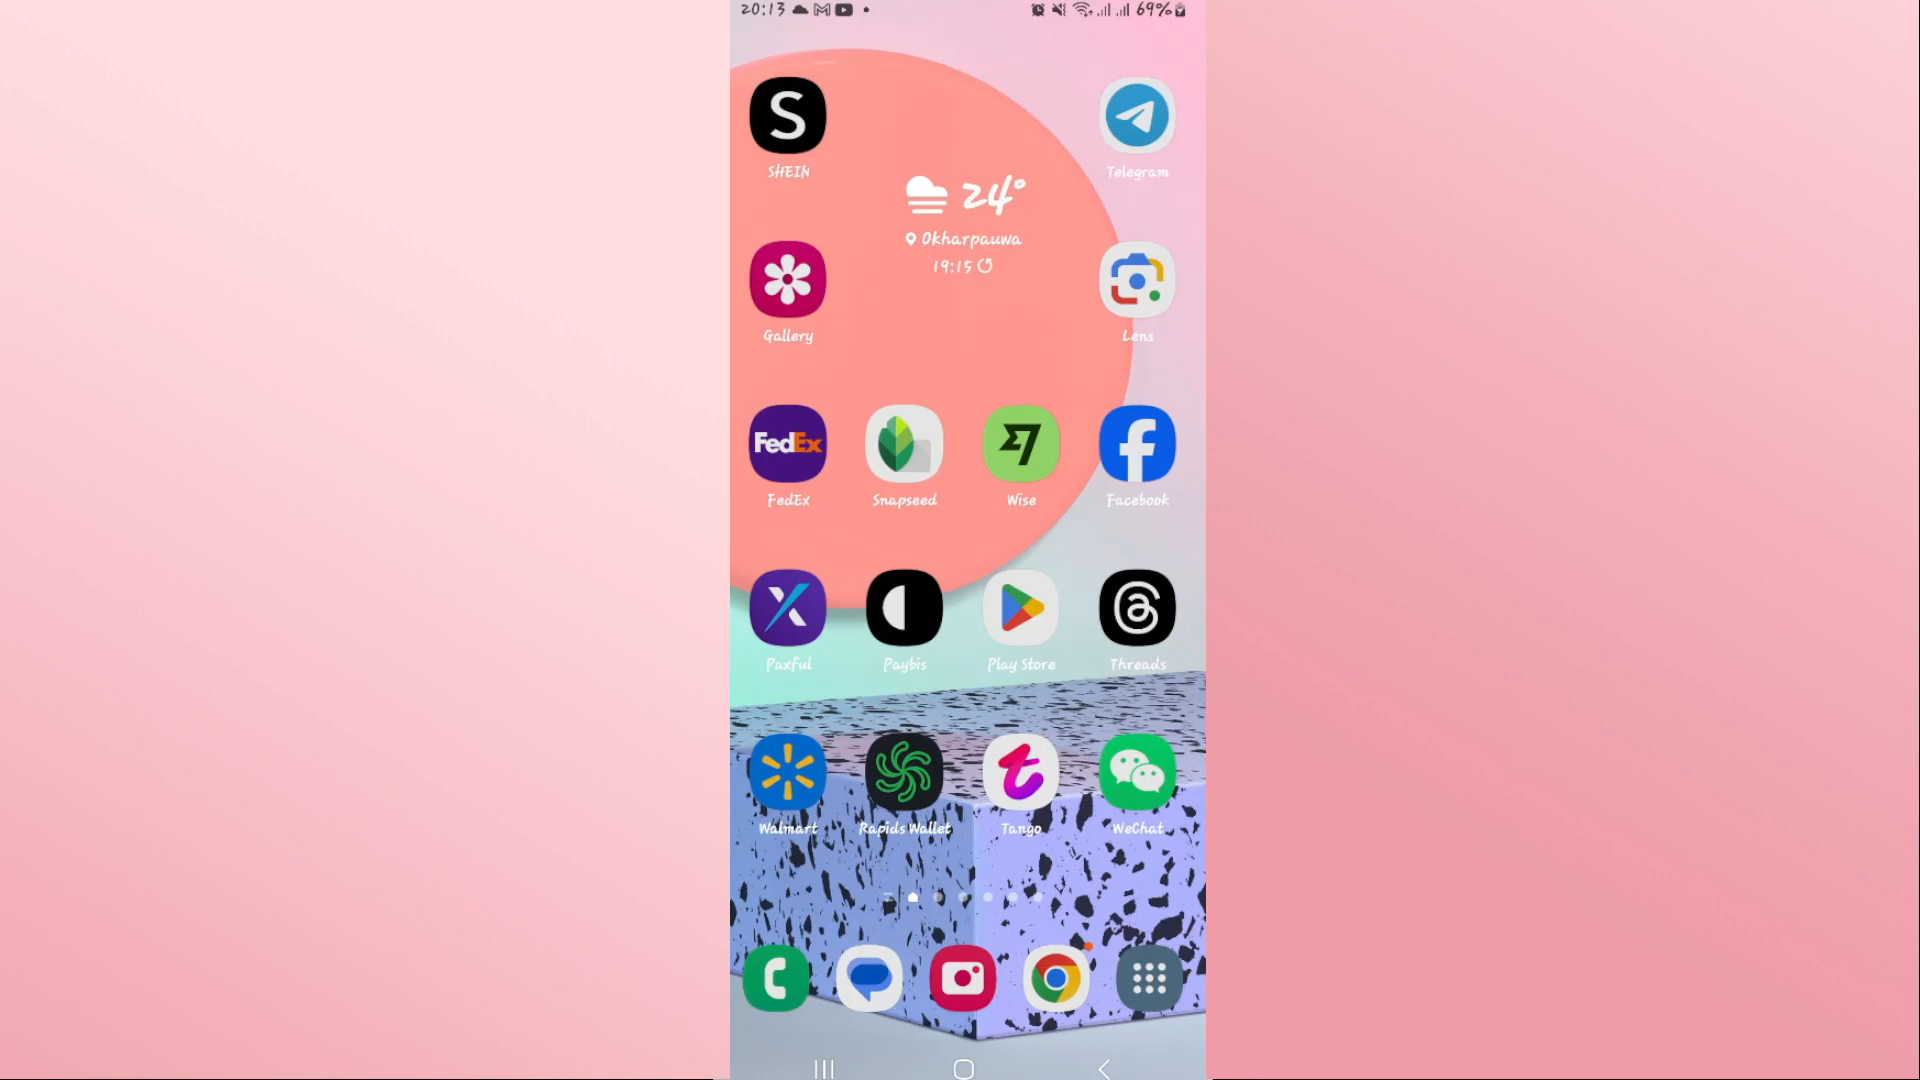 20:13 69%
S
SHEIN
Telegram
24°
Okharpauwa
19:15
Gallery
Lens
FedEx
FedEx
Snapseed
Wise
Facebook
Paxful
Paybis
Play Store
Threads
Walmart
Rapids Wallet
Tango
WeChat